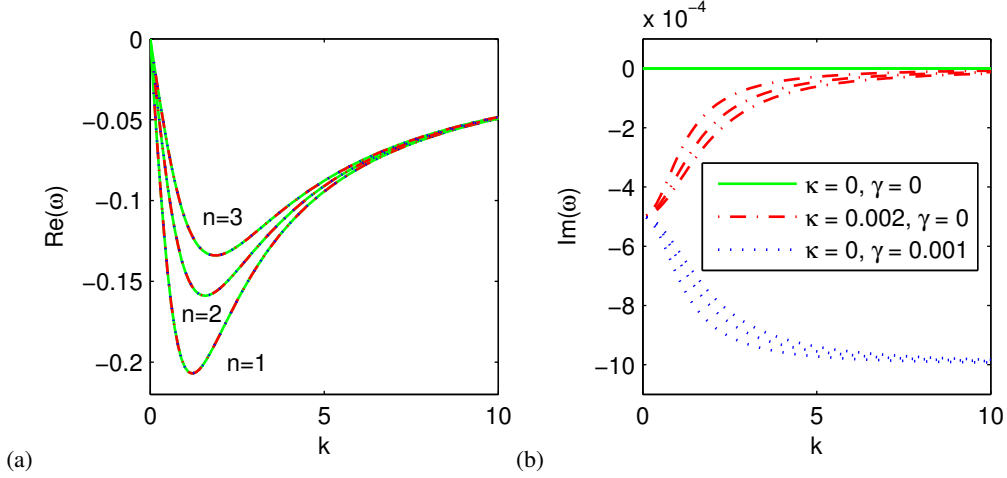 0
−0.05
−0.1
−0.15
−0.2
Re(ω)
n=3
n=2
n=1
0 5 10
k
(a)
x 10⁻⁴
0
−2
−4
−6
−8
−10
Im(ω)
κ = 0, γ = 0
κ = 0.002, γ = 0
κ = 0, γ = 0.001
0 5 10
k
(b)